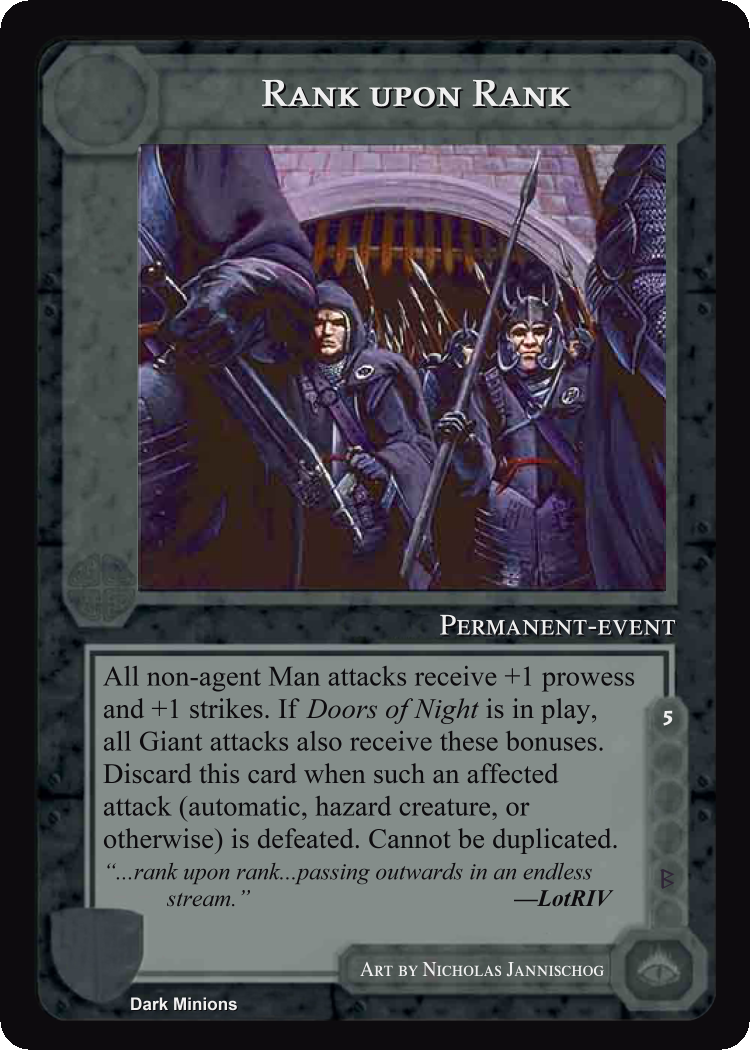 Rank upon Rank
Permanent-event
All non-agent Man attacks receive +1 prowess
and +1 strikes. If Doors of Night is in play,
all Giant attacks also receive these bonuses.
Discard this card when such an affected
attack (automatic, hazard creature, or
otherwise) is defeated. Cannot be duplicated.
“...rank upon rank...passing outwards in an endless
stream.” —LotRIV
5
ᛒ
Art by Nicholas Jannischog
Dark Minions